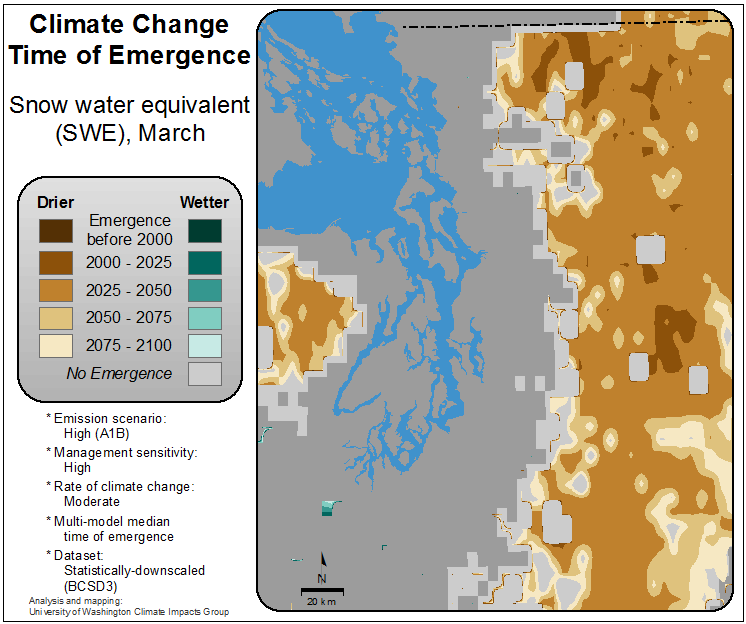 Climate Change
Time of Emergence
Snow water equivalent
(SWE), March
Drier
Wetter
Emergence
before 2000
2000 - 2025
2025 - 2050
2050 - 2075
2075 - 2100
No Emergence
* Emission scenario:
High (A1B)
* Management sensitivity:
High
* Rate of climate change:
Moderate
* Multi-model median
time of emergence
* Dataset:
Statistically-downscaled
(BCSD3)
Analysis and mapping:
University of Washington Climate Impacts Group
N
20 km